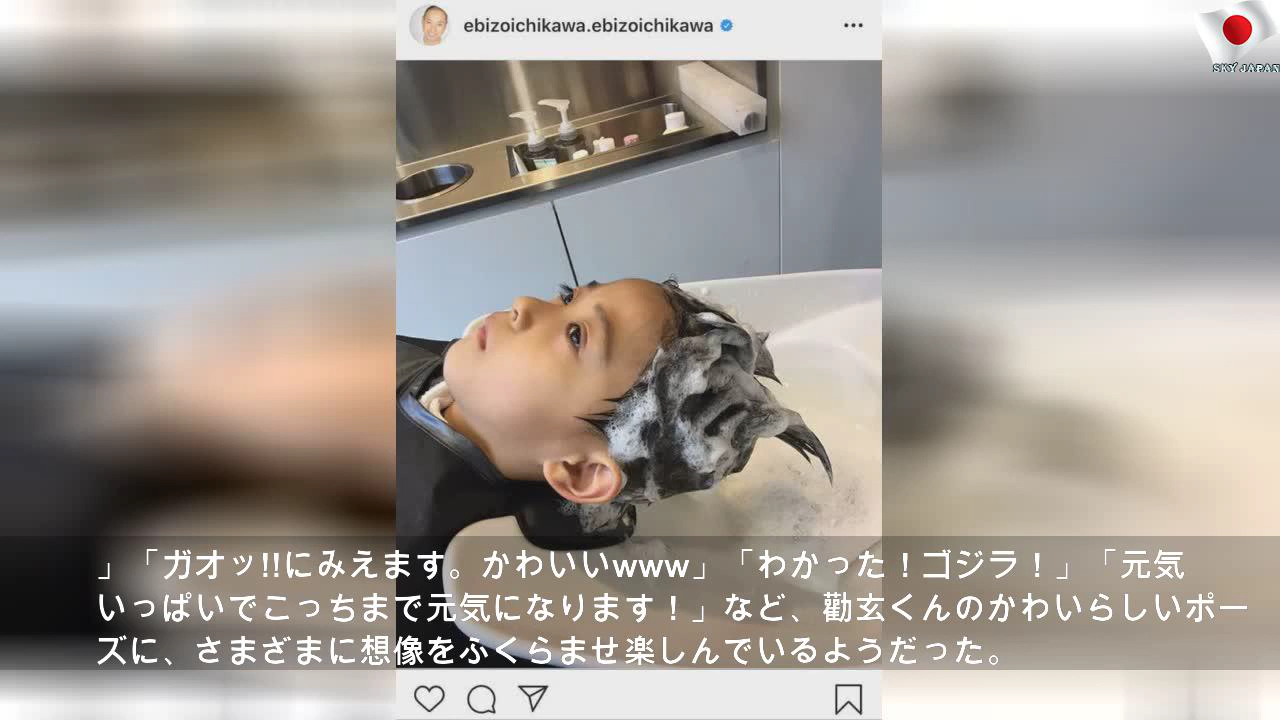 ebizoichikawa.ebizoichikawa
SKY JAPAN
」「ガオッ!!にみえます。かわいいwww」「わかった！ゴジラ！」「元気
いっぱいでこっちまで元気になります！」など、勸玄くんのかわいらしいポー
ズに、さまざまに想像をふくらませ楽しんでいるようだった。